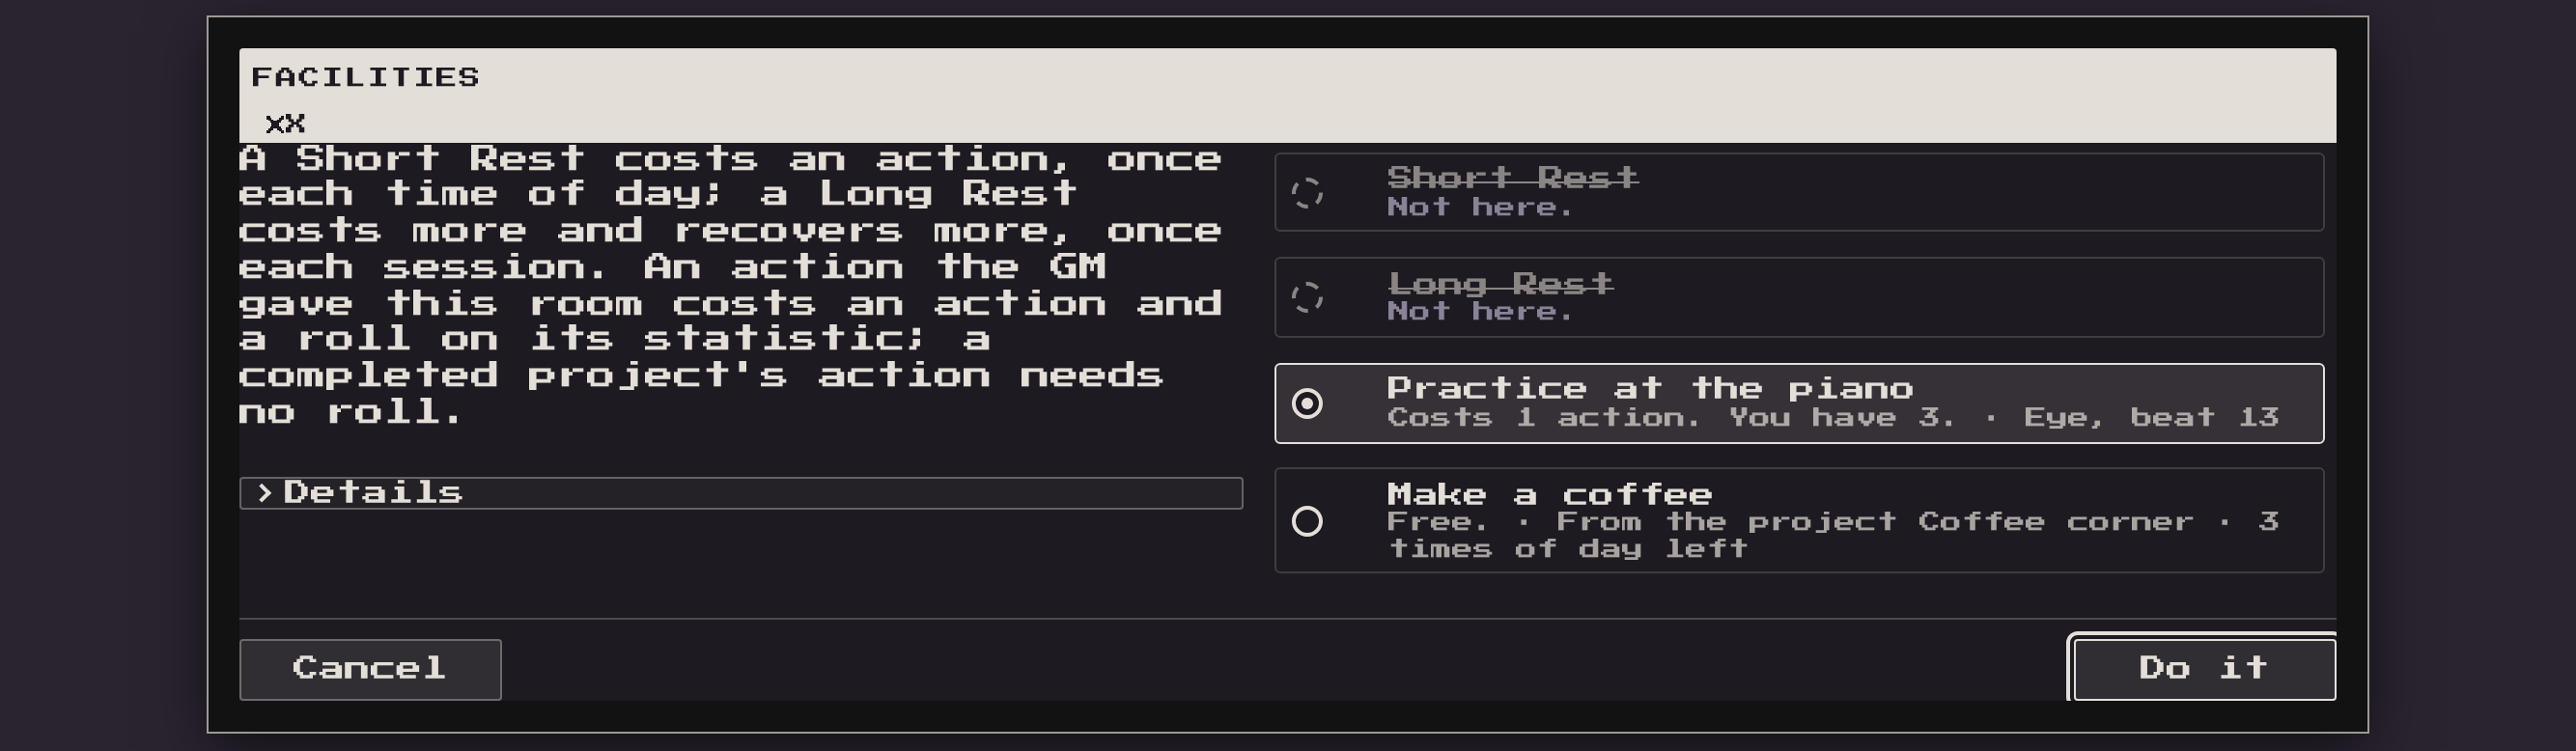 FACILITIES
xX
A Short Rest costs an action, once
each time of day; a Long Rest
costs more and recovers more, once
each session. An action the GM
gave this room costs an action and
a roll on its statistic; a
completed project's action needs
no roll.
> Details
Short Rest
Not here.
Long Rest
Not here.
Practice at the piano
Costs 1 action. You have 3. · Eye, beat 13
Make a coffee
Free. · From the project Coffee corner · 3
times of day left
Cancel
Do it